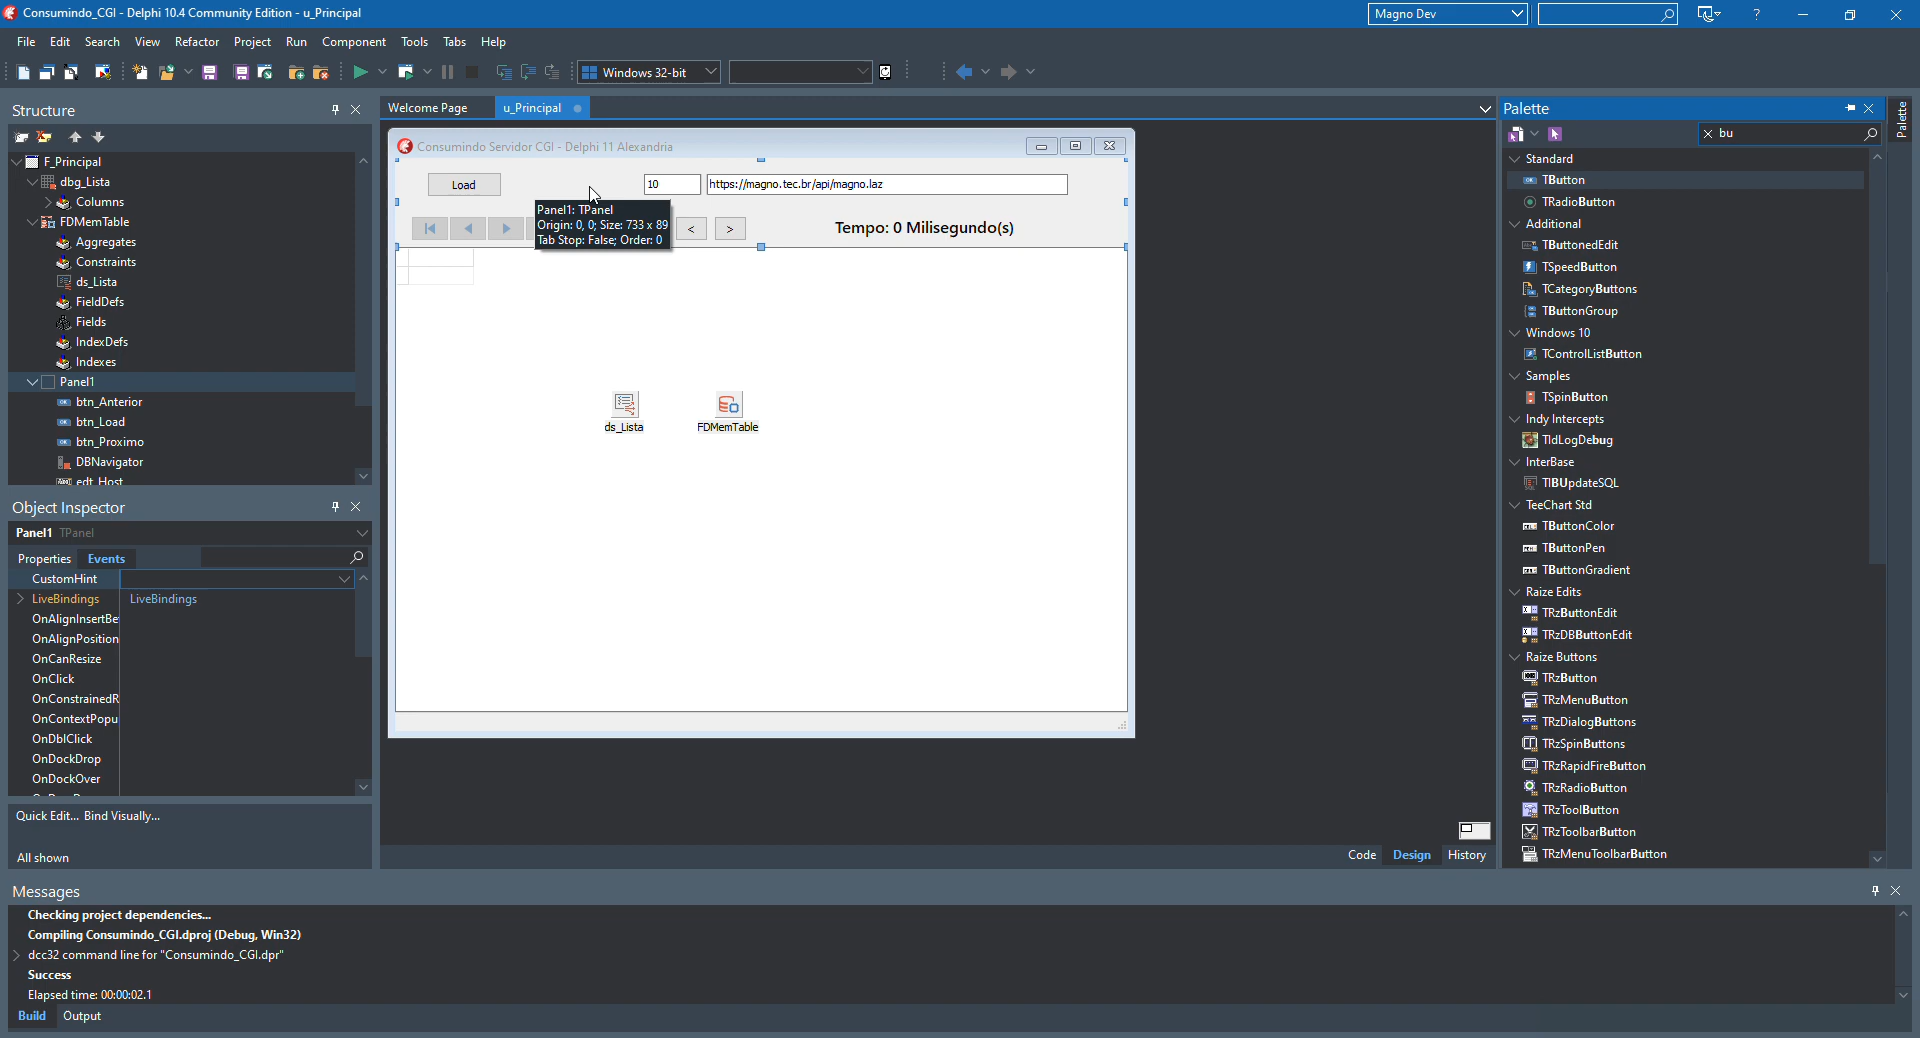 Consumindo_CGI - Delphi 10.4 Community Edition - u_Principal
Magno Dev
?
File Edit Search View Refactor Project Run Component Tools Tabs Help
Windows 32-bit
Structure
F_Principal
dbg_Lista
Columns
FDMemTable
Aggregates
Constraints
ds_Lista
FieldDefs
Fields
IndexDefs
Indexes
Panel1
btn_Anterior
btn_Load
btn_Proximo
DBNavigator
edt_Host
Object Inspector
Panel1 TPanel
Properties Events
CustomHint
LiveBindings LiveBindings
OnAlignInsertBe
OnAlignPosition
OnCanResize
OnClick
OnConstrainedR
OnContextPopu
OnDblClick
OnDockDrop
OnDockOver
Quick Edit... Bind Visually...
All shown
Welcome Page u_Principal
Consumindo Servidor CGI - Delphi 11 Alexandria
Load 10 https://magno.tec.br/api/magno.laz
Panel1: TPanel
Origin: 0, 0; Size: 733 x 89
Tab Stop: False; Order: 0
< > Tempo: 0 Milisegundo(s)
ds_Lista FDMemTable
Code Design History
Palette
Palette
bu
Standard
TButton
TRadioButton
Additional
TButtonedEdit
TSpeedButton
TCategoryButtons
TButtonGroup
Windows 10
TControlListButton
Samples
TSpinButton
Indy Intercepts
TIdLogDebug
InterBase
TIBUpdateSQL
TeeChart Std
TButtonColor
TButtonPen
TButtonGradient
Raize Edits
TRzButtonEdit
TRzDBButtonEdit
Raize Buttons
TRzButton
TRzMenuButton
TRzDialogButtons
TRzSpinButtons
TRzRapidFireButton
TRzRadioButton
TRzToolButton
TRzToolbarButton
TRzMenuToolbarButton
Messages
Checking project dependencies...
Compiling Consumindo_CGI.dproj (Debug, Win32)
dcc32 command line for "Consumindo_CGI.dpr"
Success
Elapsed time: 00:00:02.1
Build Output